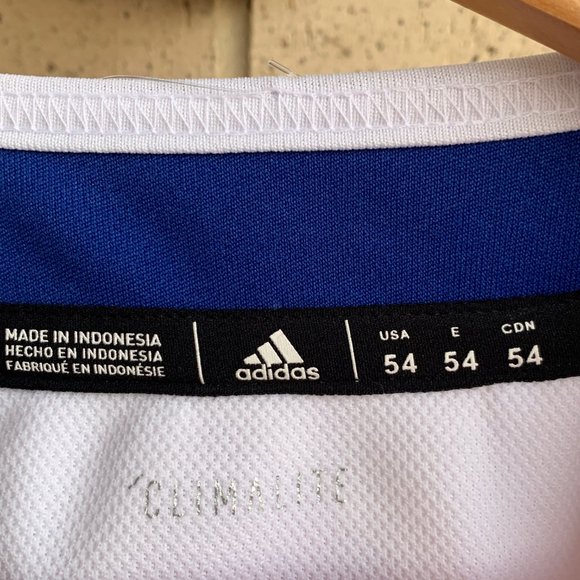 MADE IN INDONESIA
HECHO EN INDONESIA
FABRIQUÉ EN INDONÉSIE
adidas
USA E CDN
54 54 54
CLIMALITE